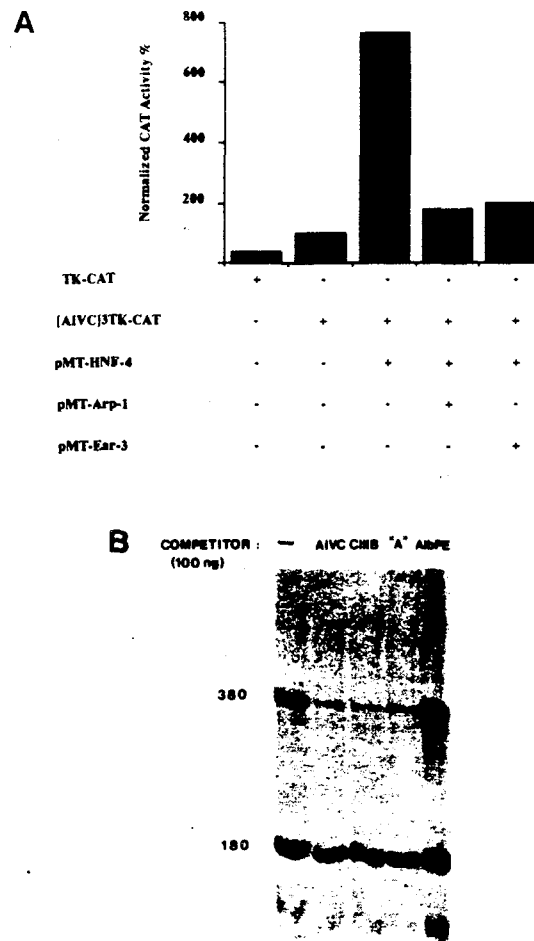 A
Normalized CAT Activity %
800
600
400
200
TK-CAT + - - - -
[AIVC]3TK-CAT - + + + +
pMT-HNF-4 - - + + +
pMT-Arp-1 - - - + -
pMT-Ear-3 - - - - +
B
COMPETITOR : — AIVC CIIIB "A" AlbPE
(100 ng)
380
180